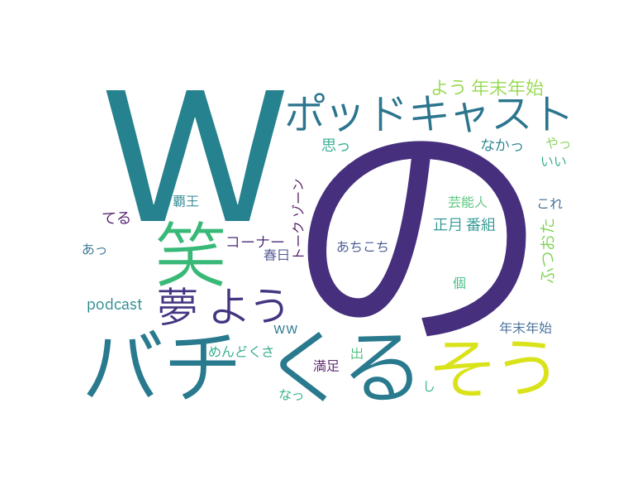 よう 年末年始
W
ポッドキャスト
の
思っ
なかっ
やっ
いい
覇王
芸能人
これ
てる
トークゾーン
正月 番組
ふつおた
笑
コーナー
あっ
春日
あちこち
個
podcast
夢 よう
ww
年末年始
バチ くる
そう
めんどくさ
満足
出
し
なっ